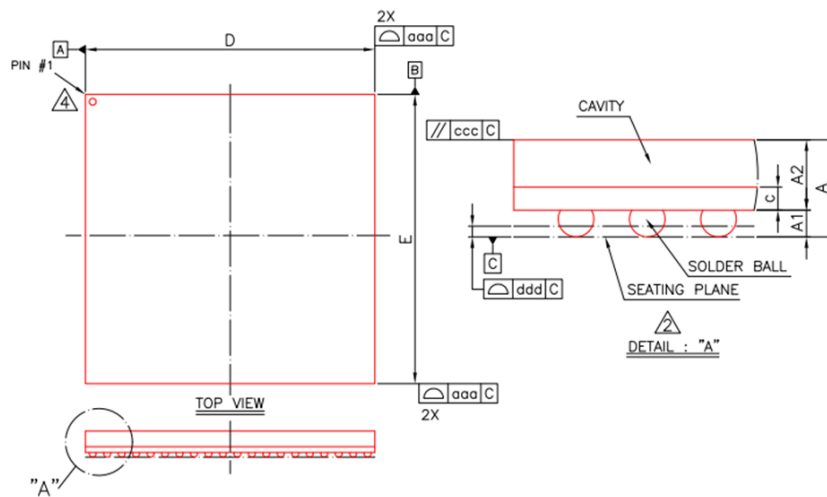 2X
D
⌓ aaa C
A
PIN #1
B
4
CAVITY
// ccc C
A2
A
c
A1
E
C
SOLDER BALL
⌓ ddd C
SEATING PLANE
2
DETAIL : "A"
⌓ aaa C
TOP VIEW
2X
"A"